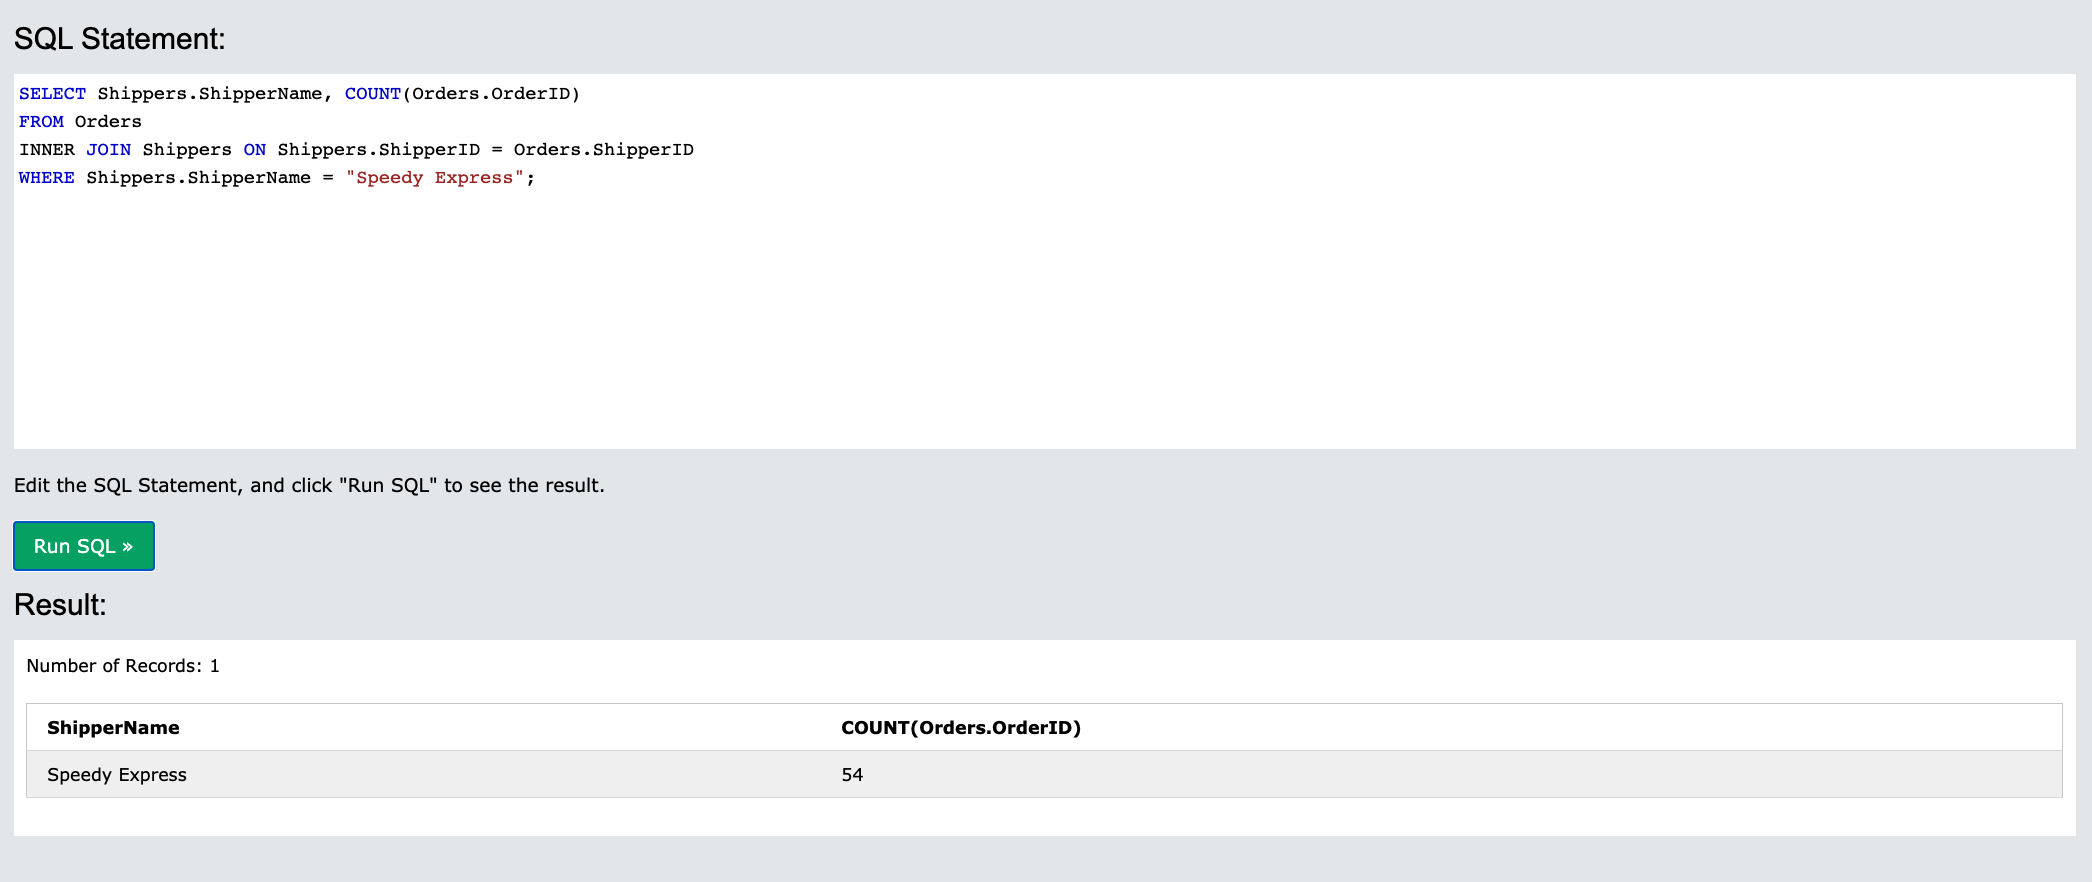 SQL Statement:
SELECT Shippers.ShipperName, COUNT(Orders.OrderID)
FROM Orders
INNER JOIN Shippers ON Shippers.ShipperID = Orders.ShipperID
WHERE Shippers.ShipperName = "Speedy Express";
Edit the SQL Statement, and click "Run SQL" to see the result.
Run SQL »
Result:
Number of Records: 1
ShipperName COUNT(Orders.OrderID)
Speedy Express 54